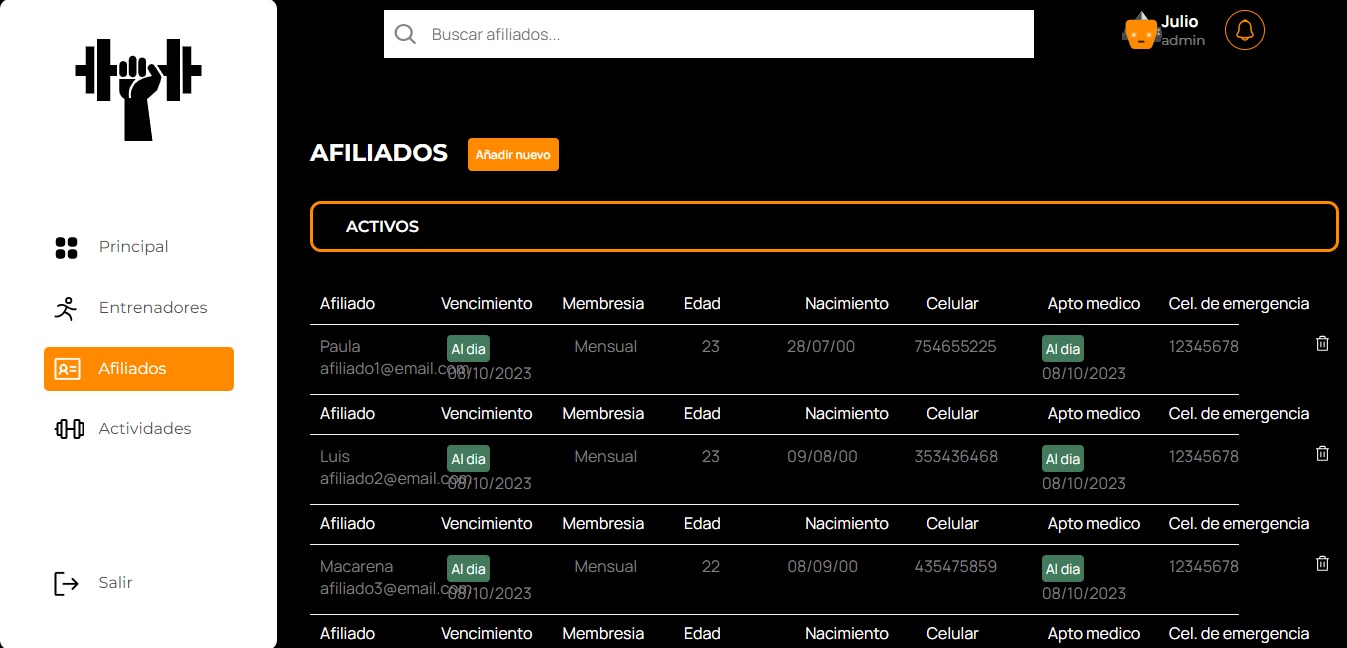 Buscar afiliados...
Julio
admin
AFILIADOS
Añadir nuevo
ACTIVOS
Principal
Entrenadores
Afiliados
Actividades
Salir
Afiliado Vencimiento Membresia Edad Nacimiento Celular Apto medico Cel. de emergencia
Paula Al dia Mensual 23 28/07/00 754655225 Al dia 12345678
afiliado1@email.com 08/10/2023 08/10/2023
Afiliado Vencimiento Membresia Edad Nacimiento Celular Apto medico Cel. de emergencia
Luis Al dia Mensual 23 09/08/00 353436468 Al dia 12345678
afiliado2@email.com 08/10/2023 08/10/2023
Afiliado Vencimiento Membresia Edad Nacimiento Celular Apto medico Cel. de emergencia
Macarena Al dia Mensual 22 08/09/00 435475859 Al dia 12345678
afiliado3@email.com 08/10/2023 08/10/2023
Afiliado Vencimiento Membresia Edad Nacimiento Celular Apto medico Cel. de emergencia